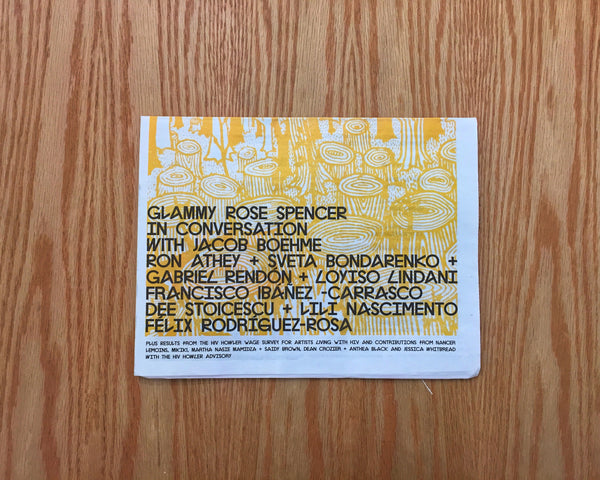 GLAMMY ROSE SPENCER
IN CONVERSATION
WITH JACOB BOEHME
RON ATHEY + SVETA BONDARENKO +
GABRIEL RENDÓN + LOYISO LINDANI
FRANCISCO IBÁÑEZ-CARRASCO
DEE STOICESCU + LILI NASCIMENTO
FÉLIX RODRÍGUEZ-ROSA
PLUS RESULTS FROM THE HIV HOWLER WAGE SURVEY FOR ARTISTS LIVING WITH HIV AND CONTRIBUTIONS FROM NANCER
LEMOINS, MIKIKI, MARTHA NASIE MAMIDZA + SAIDY BROWN, DEAN CROZIER + ANTHEA BLACK AND JESSICA WHITBREAD
WITH THE HIV HOWLER ADVISORY